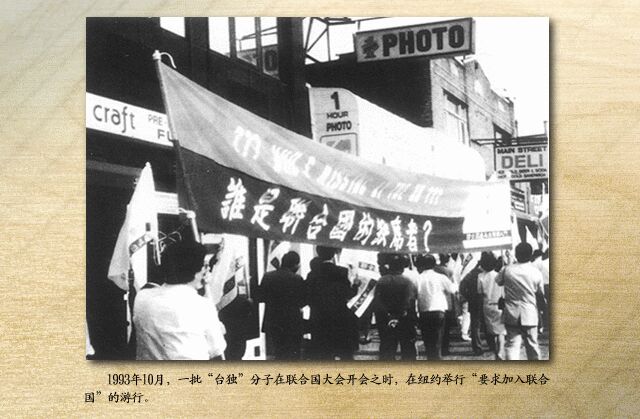 PHOTO
1
HOUR
PHOTO
craft
MAIN STREET
DELI
誰是聯合國的缺席者?
1993年10月，一批“台独”分子在联合国大会开会之时，在纽约举行“要求加入联合
国”的游行。